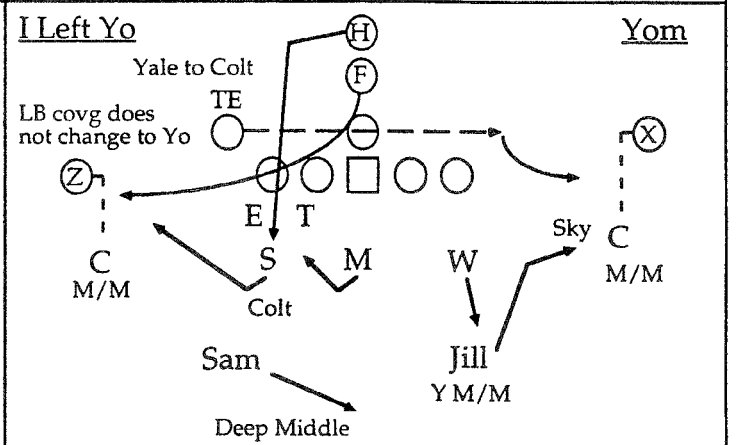 I Left Yo
H
Yom
Yale to Colt
F
TE
LB covg does
not change to Yo
X
Z
E T
Sky
C
S
M
W
C
M/M
M/M
Colt
Sam
Jill
Y M/M
Deep Middle